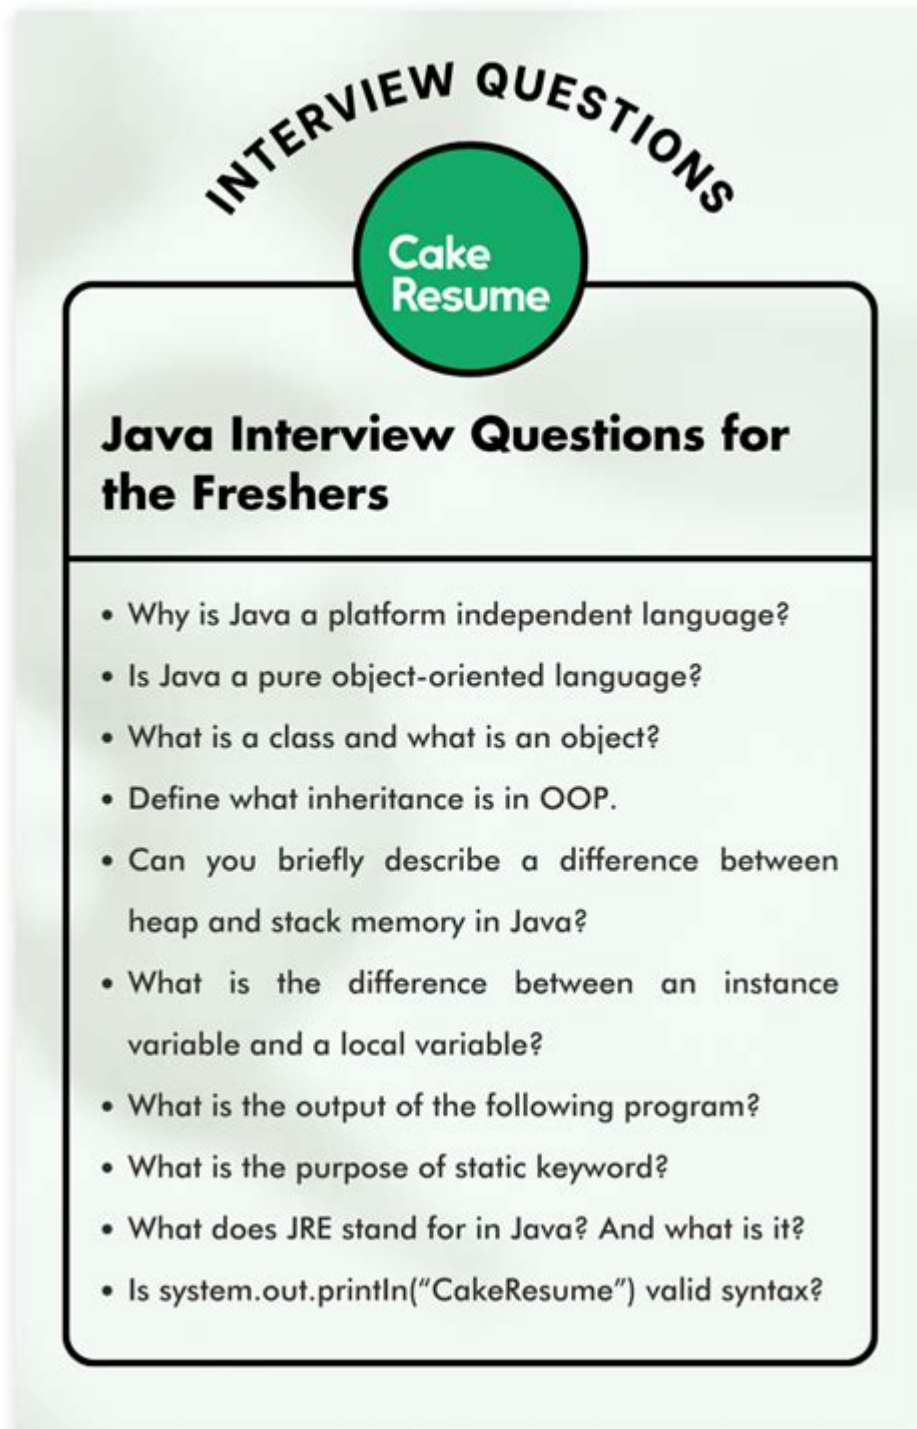 INTERVIEW QUESTIONS
Cake
Resume
Java Interview Questions for
the Freshers
• Why is Java a platform independent language?
• Is Java a pure object-oriented language?
• What is a class and what is an object?
• Define what inheritance is in OOP.
• Can you briefly describe a difference between
heap and stack memory in Java?
• What is the difference between an instance
variable and a local variable?
• What is the output of the following program?
• What is the purpose of static keyword?
• What does JRE stand for in Java? And what is it?
• Is system.out.println(“CakeResume”) valid syntax?